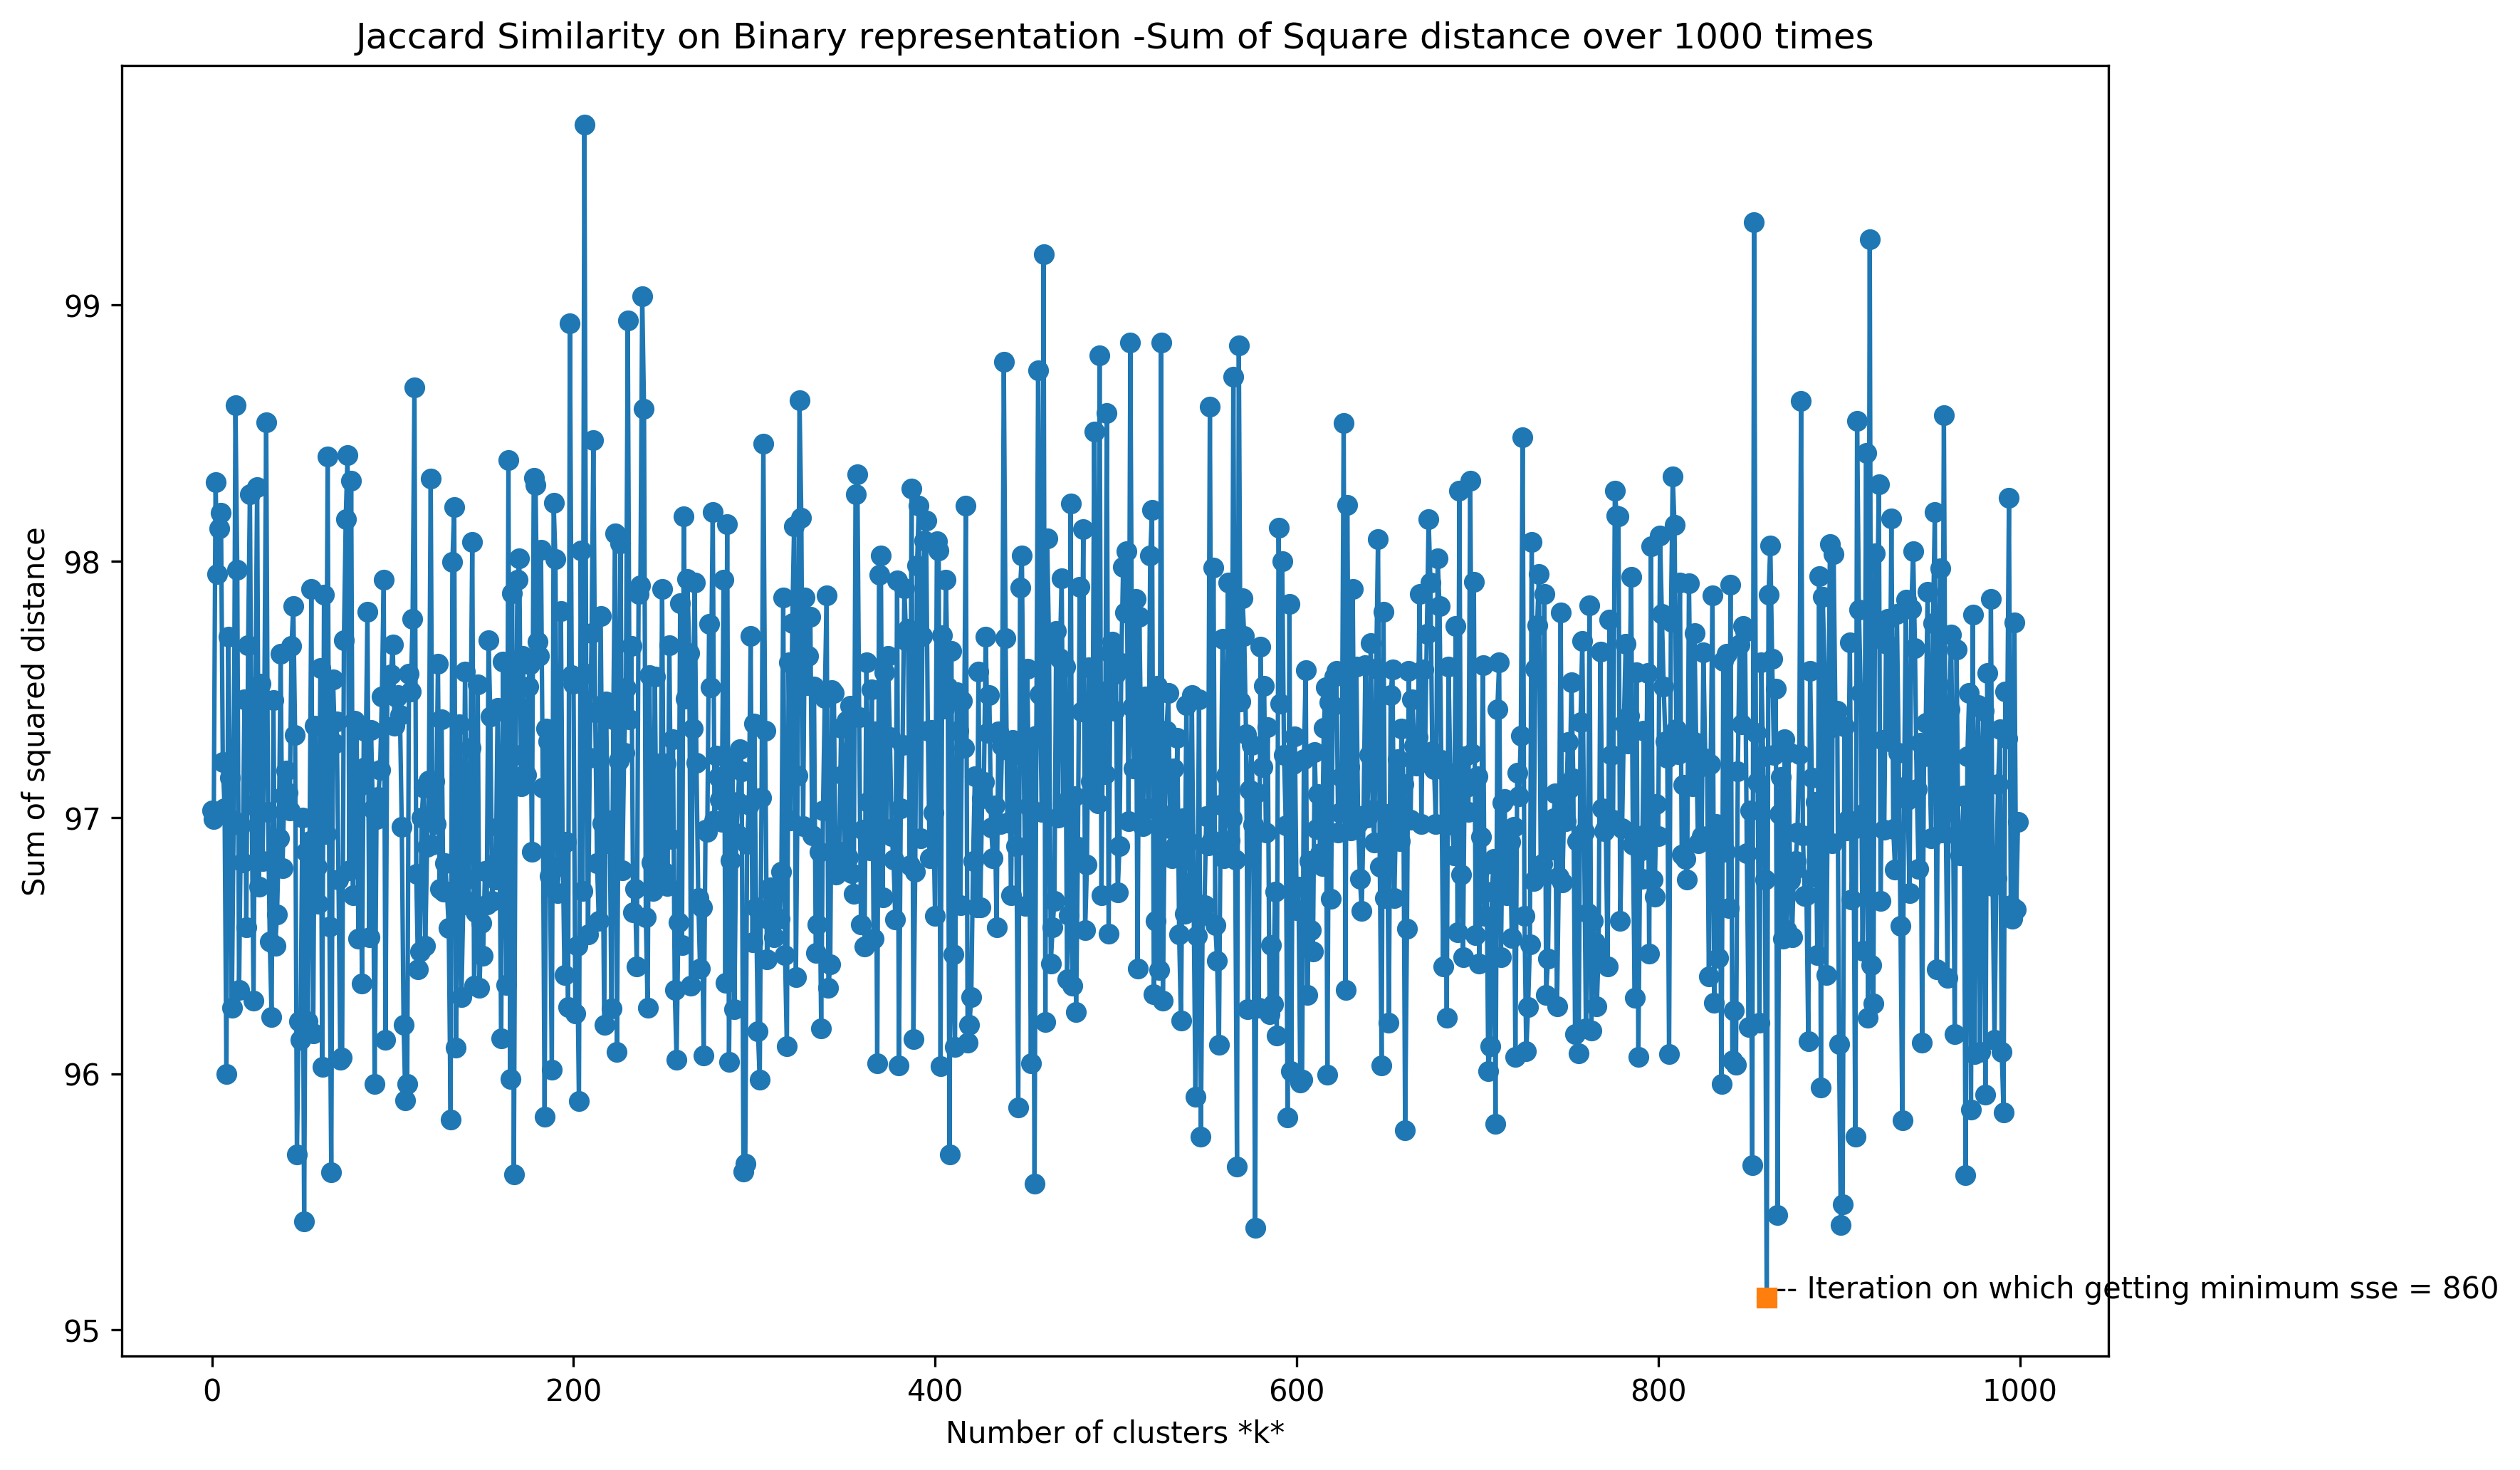 Jaccard Similarity on Binary representation -Sum of Square distance over 1000 times
Sum of squared distance
99
98
97
96
95
-- Iteration on which getting minimum sse = 860
0 200 400 600 800 1000
Number of clusters *k*